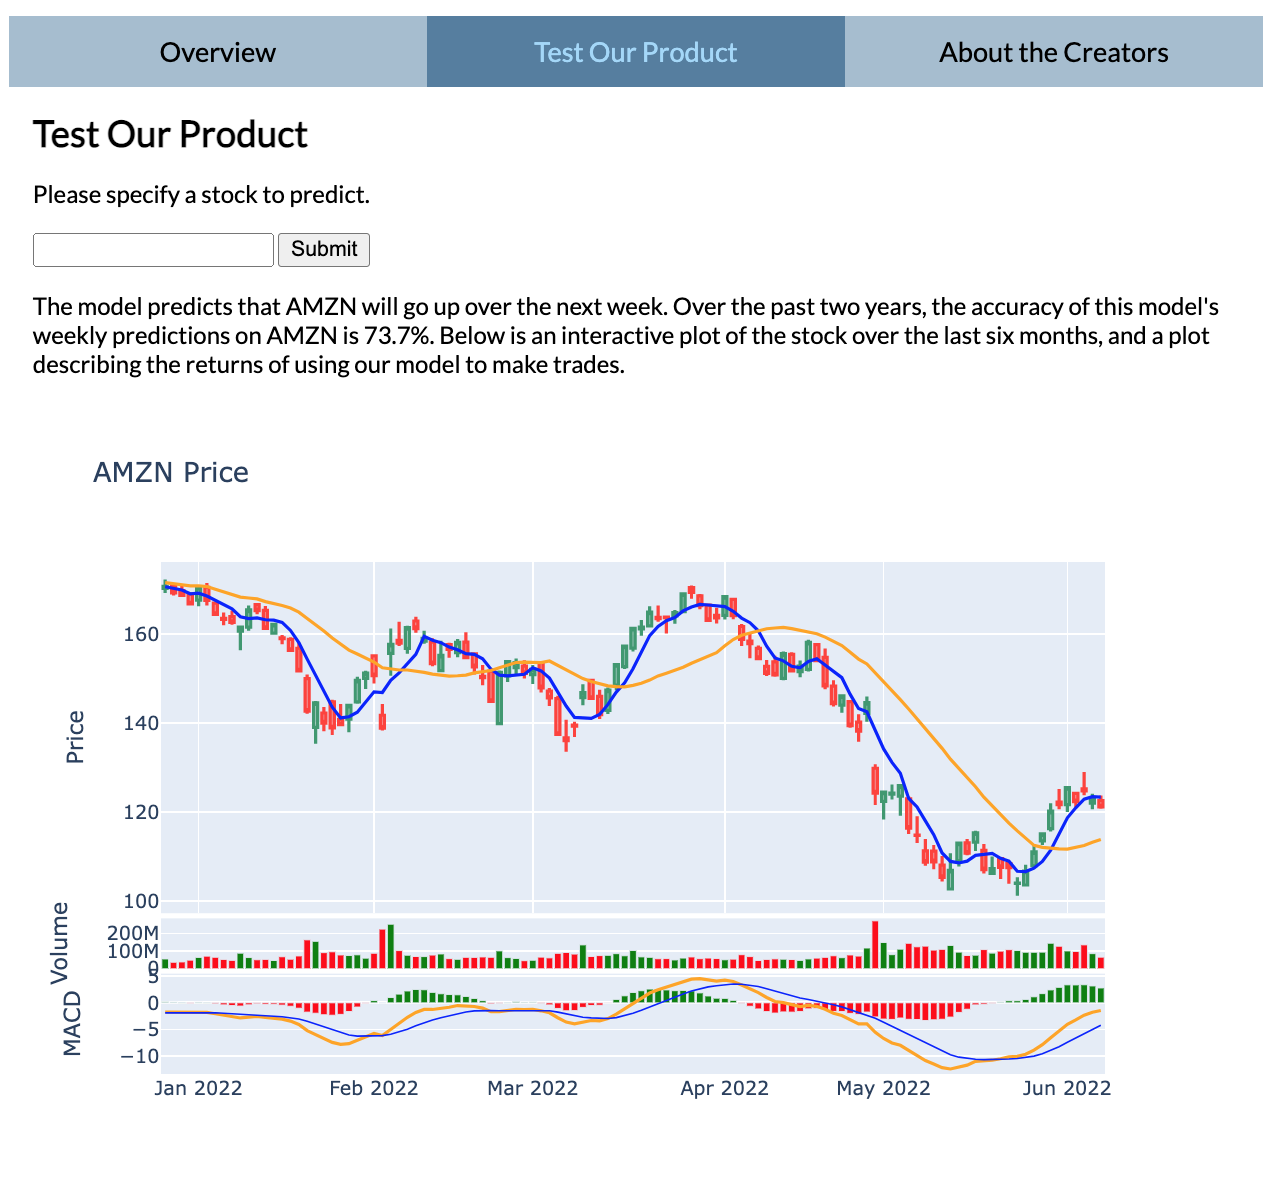 Overview
Test Our Product
About the Creators
Test Our Product
Please specify a stock to predict.
Submit
The model predicts that AMZN will go up over the next week. Over the past two years, the accuracy of this model's
weekly predictions on AMZN is 73.7%. Below is an interactive plot of the stock over the last six months, and a plot
describing the returns of using our model to make trades.
AMZN Price
Price
160
140
120
100
Volume
200M
100M
0
MACD
5
0
−5
−10
Jan 2022
Feb 2022
Mar 2022
Apr 2022
May 2022
Jun 2022